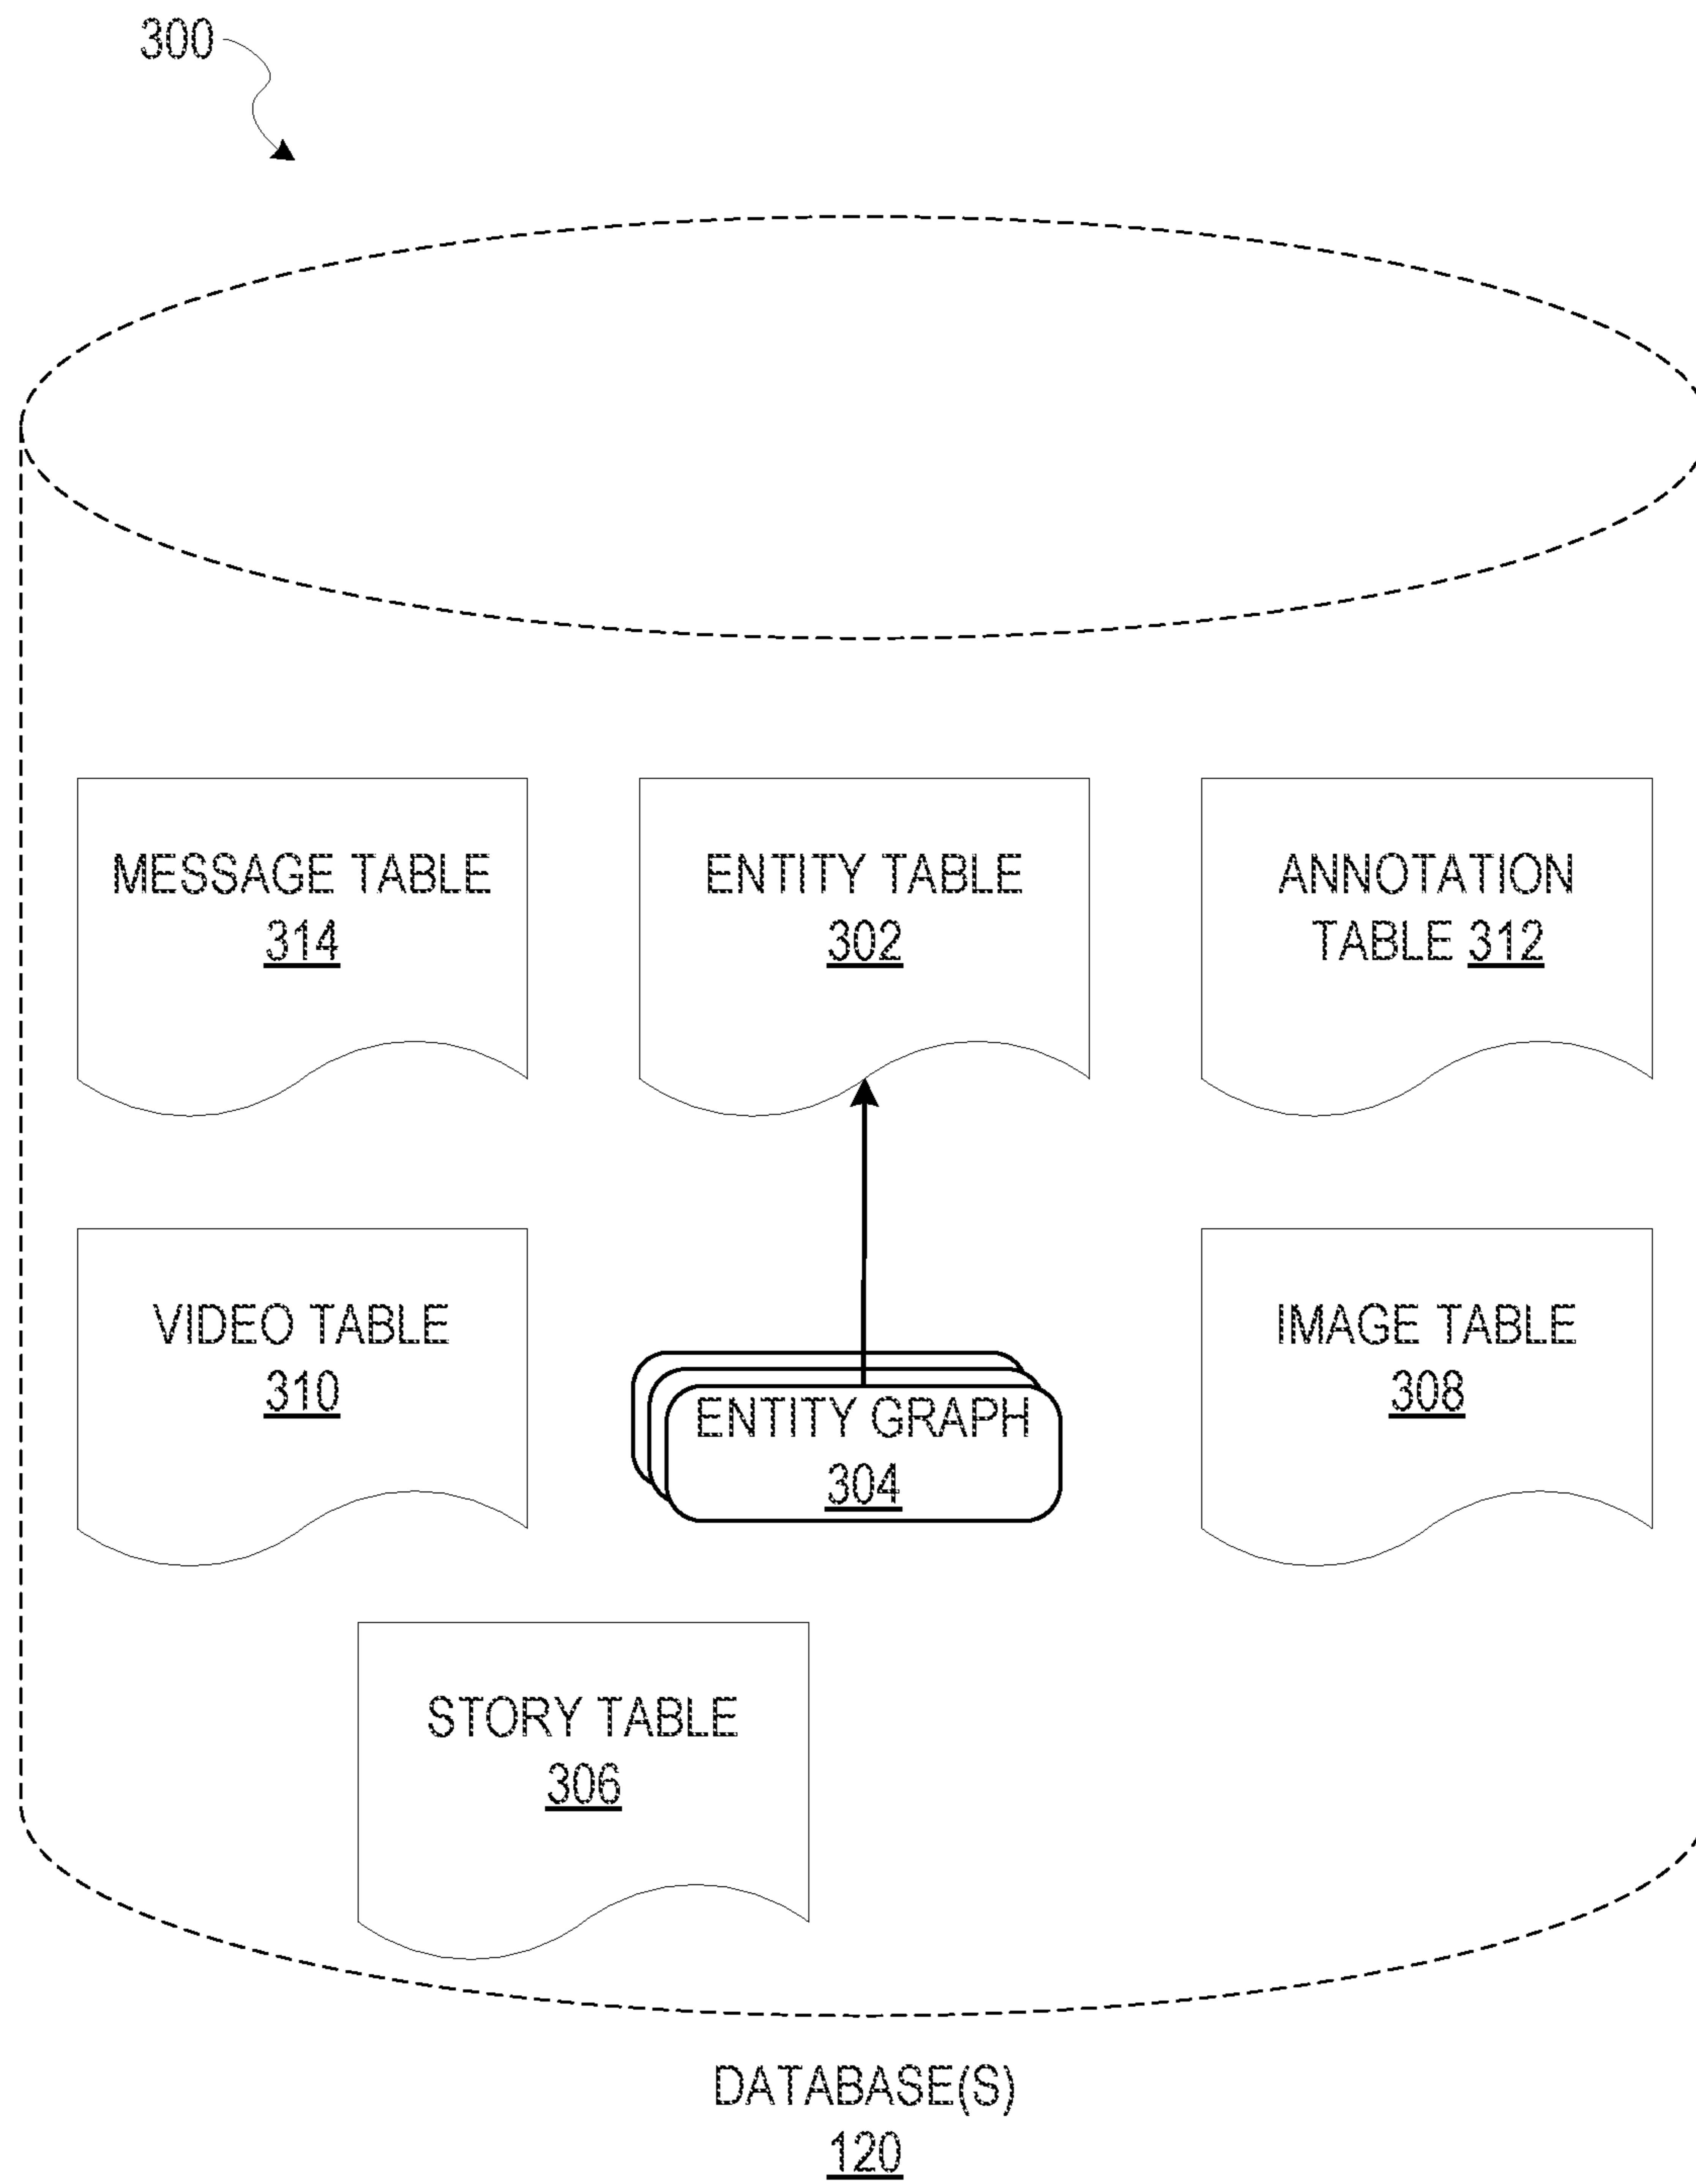 300
MESSAGE TABLE
314
ENTITY TABLE
302
ANNOTATION
TABLE 312
VIDEO TABLE
310
ENTITY GRAPH
304
IMAGE TABLE
308
STORY TABLE
306
DATABASE(S)
120